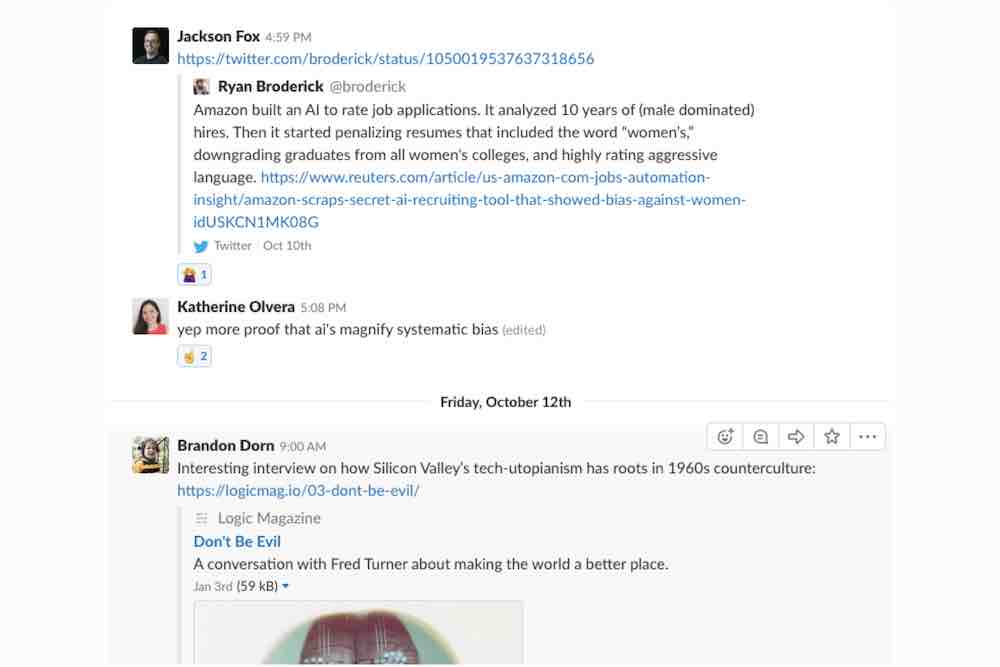 Jackson Fox 4:59 PM
https://twitter.com/broderick/status/1050019537637318656
Ryan Broderick @broderick
Amazon built an AI to rate job applications. It analyzed 10 years of (male dominated)
hires. Then it started penalizing resumes that included the word “women’s,”
downgrading graduates from all women's colleges, and highly rating aggressive
language. https://www.reuters.com/article/us-amazon-com-jobs-automation-
insight/amazon-scraps-secret-ai-recruiting-tool-that-showed-bias-against-women-
idUSKCN1MK08G
Twitter Oct 10th
1
Katherine Olvera 5:08 PM
yep more proof that ai's magnify systematic bias (edited)
2
Friday, October 12th
Brandon Dorn 9:00 AM
Interesting interview on how Silicon Valley's tech-utopianism has roots in 1960s counterculture:
https://logicmag.io/03-dont-be-evil/
Logic Magazine
Don't Be Evil
A conversation with Fred Turner about making the world a better place.
Jan 3rd (59 kB)